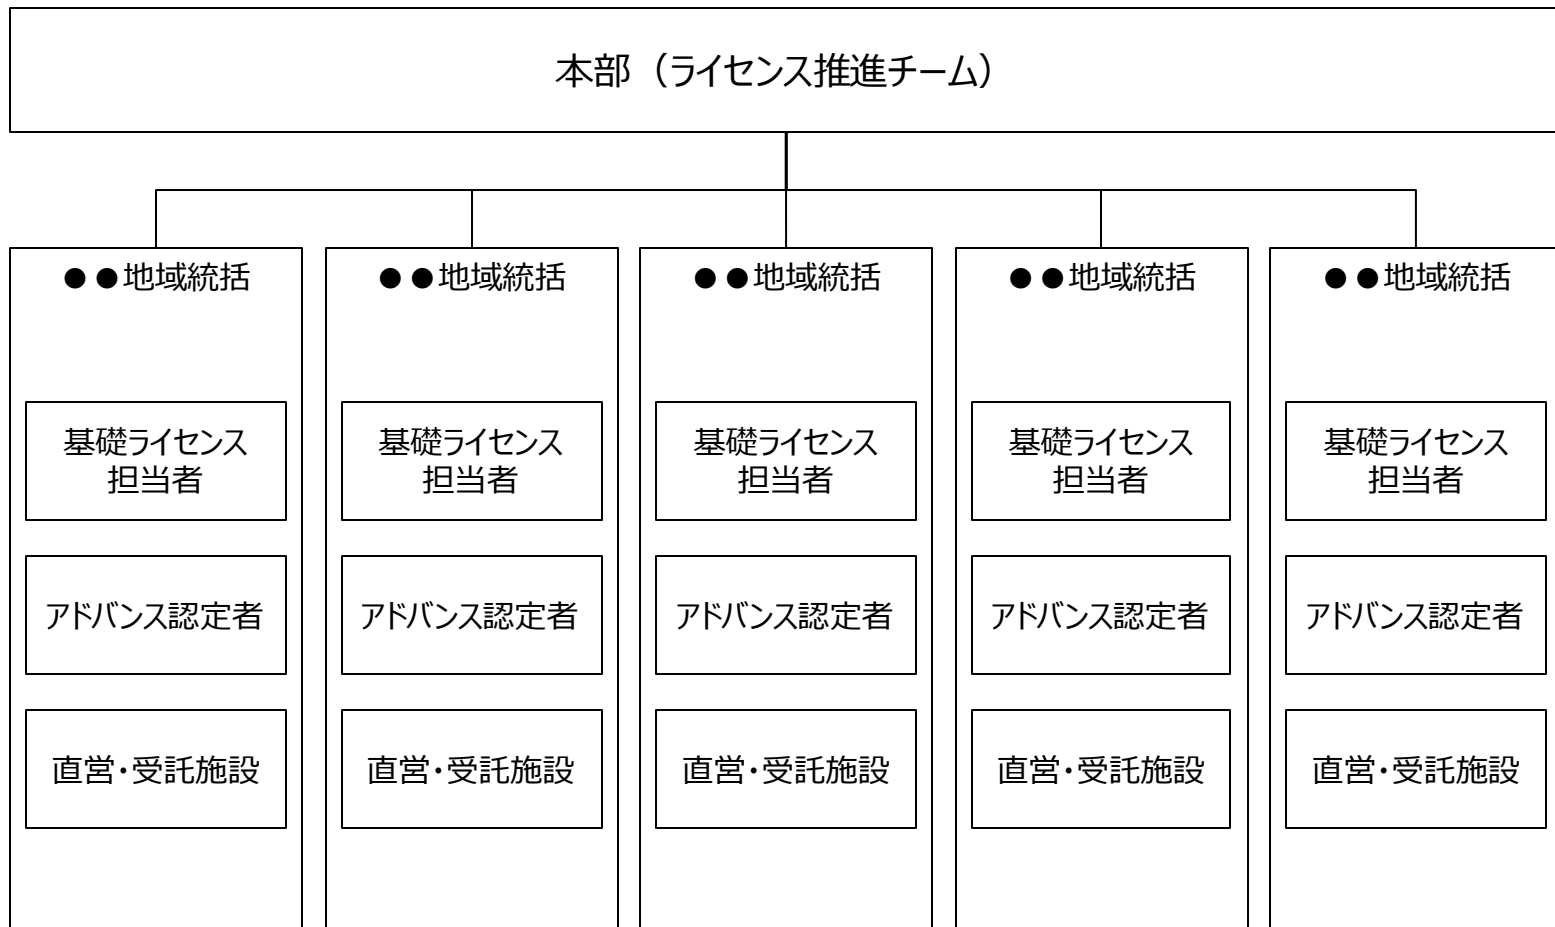 本部（ライセンス推進チーム）
●●地域統括
●●地域統括
●●地域統括
●●地域統括
●●地域統括
基礎ライセンス
担当者
基礎ライセンス
担当者
基礎ライセンス
担当者
基礎ライセンス
担当者
基礎ライセンス
担当者
アドバンス認定者
アドバンス認定者
アドバンス認定者
アドバンス認定者
アドバンス認定者
直営・受託施設
直営・受託施設
直営・受託施設
直営・受託施設
直営・受託施設